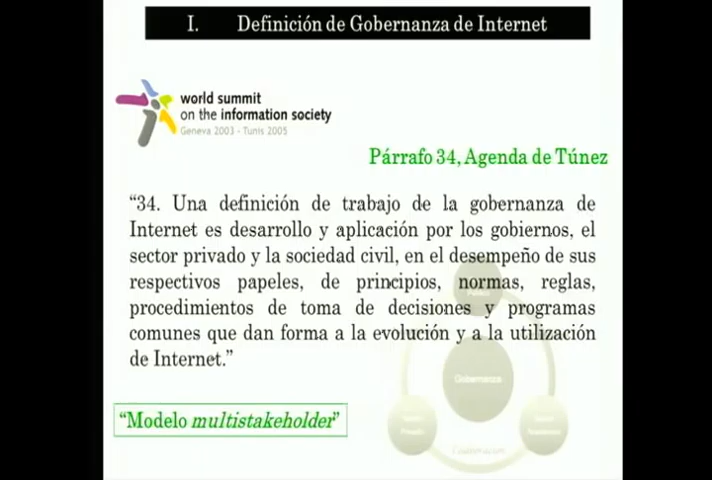 I. Definición de Gobernanza de Internet
world summit
on the information society
Geneva 2003 - Tunis 2005
Párrafo 34, Agenda de Túnez
“34. Una definición de trabajo de la gobernanza de
Internet es desarrollo y aplicación por los gobiernos, el
sector privado y la sociedad civil, en el desempeño de sus
respectivos papeles, de principios, normas, reglas,
procedimientos de toma de decisiones y programas
comunes que dan forma a la evolución y a la utilización
de Internet.”
Gobernanza
“Modelo multistakeholder”